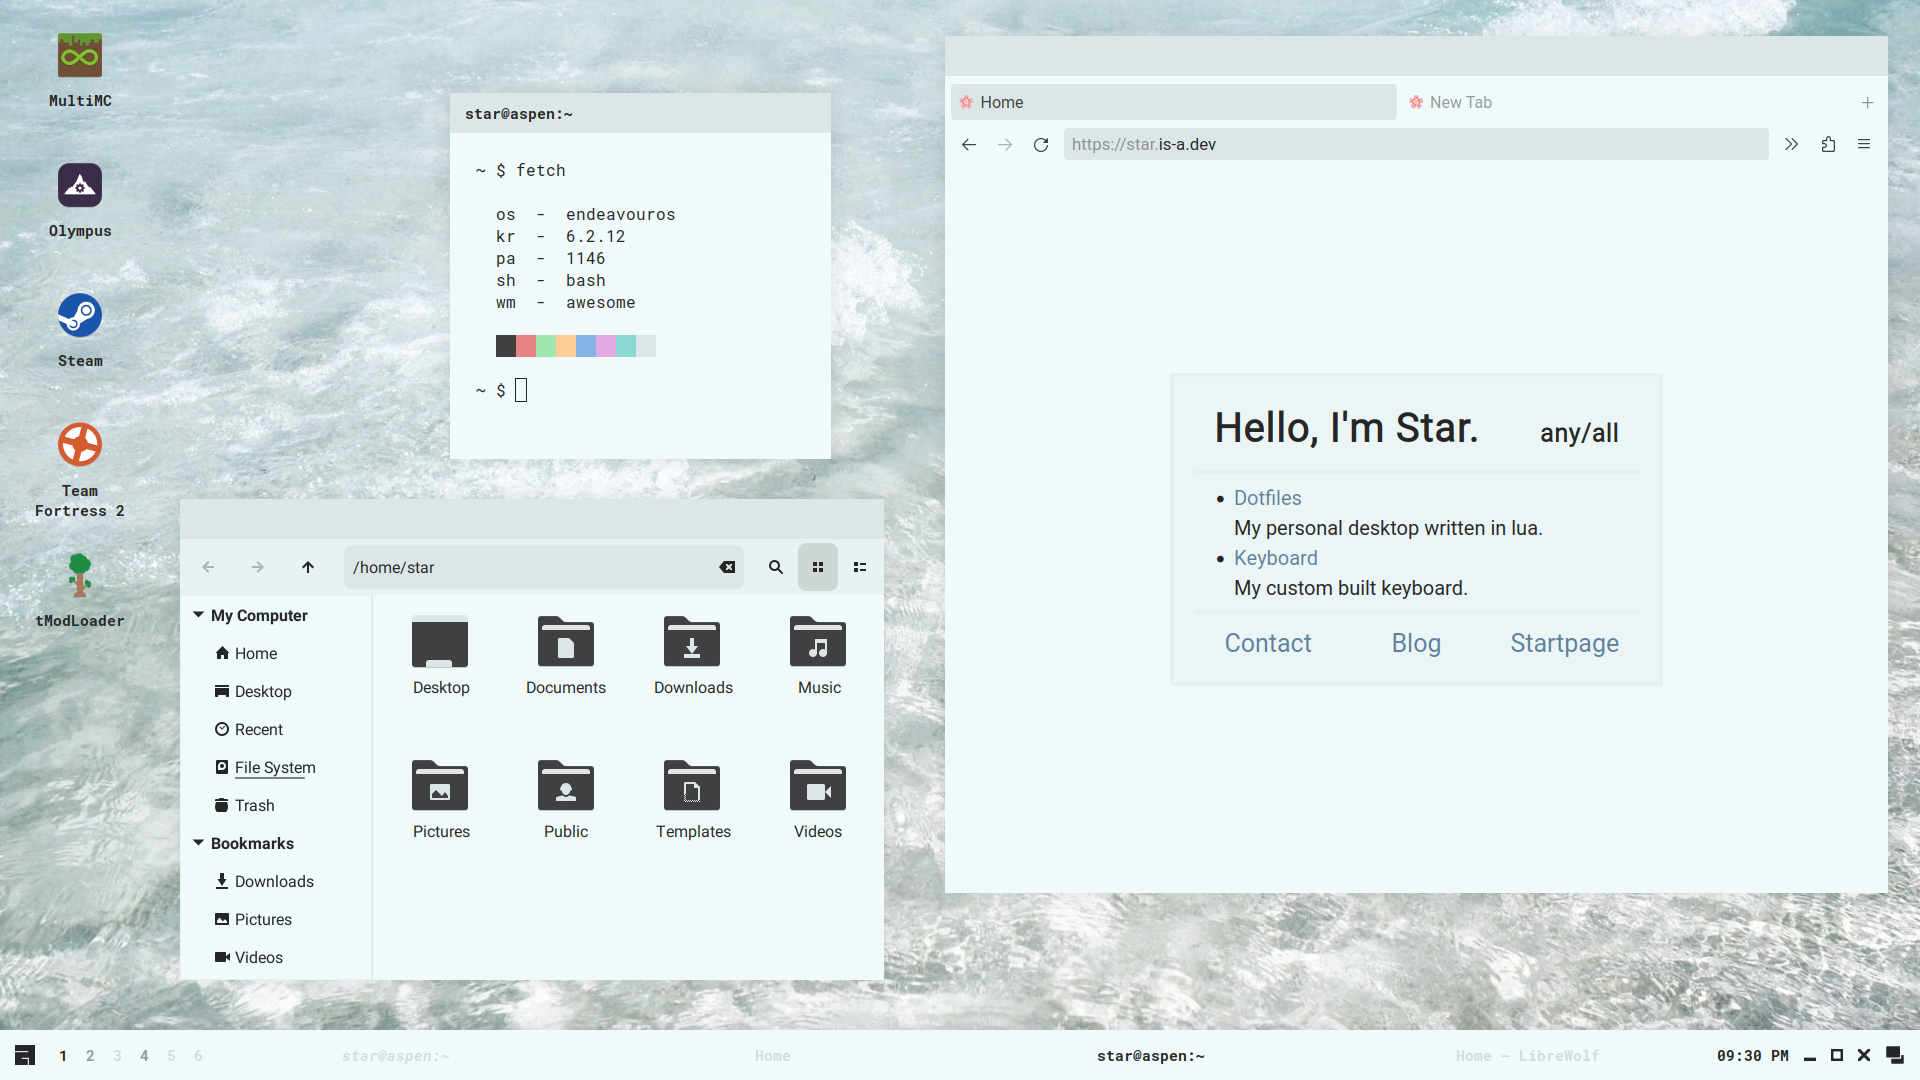 MultiMC
Olympus
Steam
Team
Fortress 2
tModLoader
star@aspen:~
~ $ fetch
os - endeavouros
kr - 6.2.12
pa - 1146
sh - bash
wm - awesome
~ $
/home/star
My Computer
Home
Desktop
Recent
File System
Trash
Bookmarks
Downloads
Pictures
Videos
Desktop
Documents
Downloads
Music
Pictures
Public
Templates
Videos
Home
New Tab
https://star.is-a.dev
Hello, I'm Star. any/all
Dotfiles
My personal desktop written in lua.
Keyboard
My custom built keyboard.
Contact Blog Startpage
1 2 3 4 5 6 star@aspen:~ Home star@aspen:~ Home — LibreWolf 09:30 PM